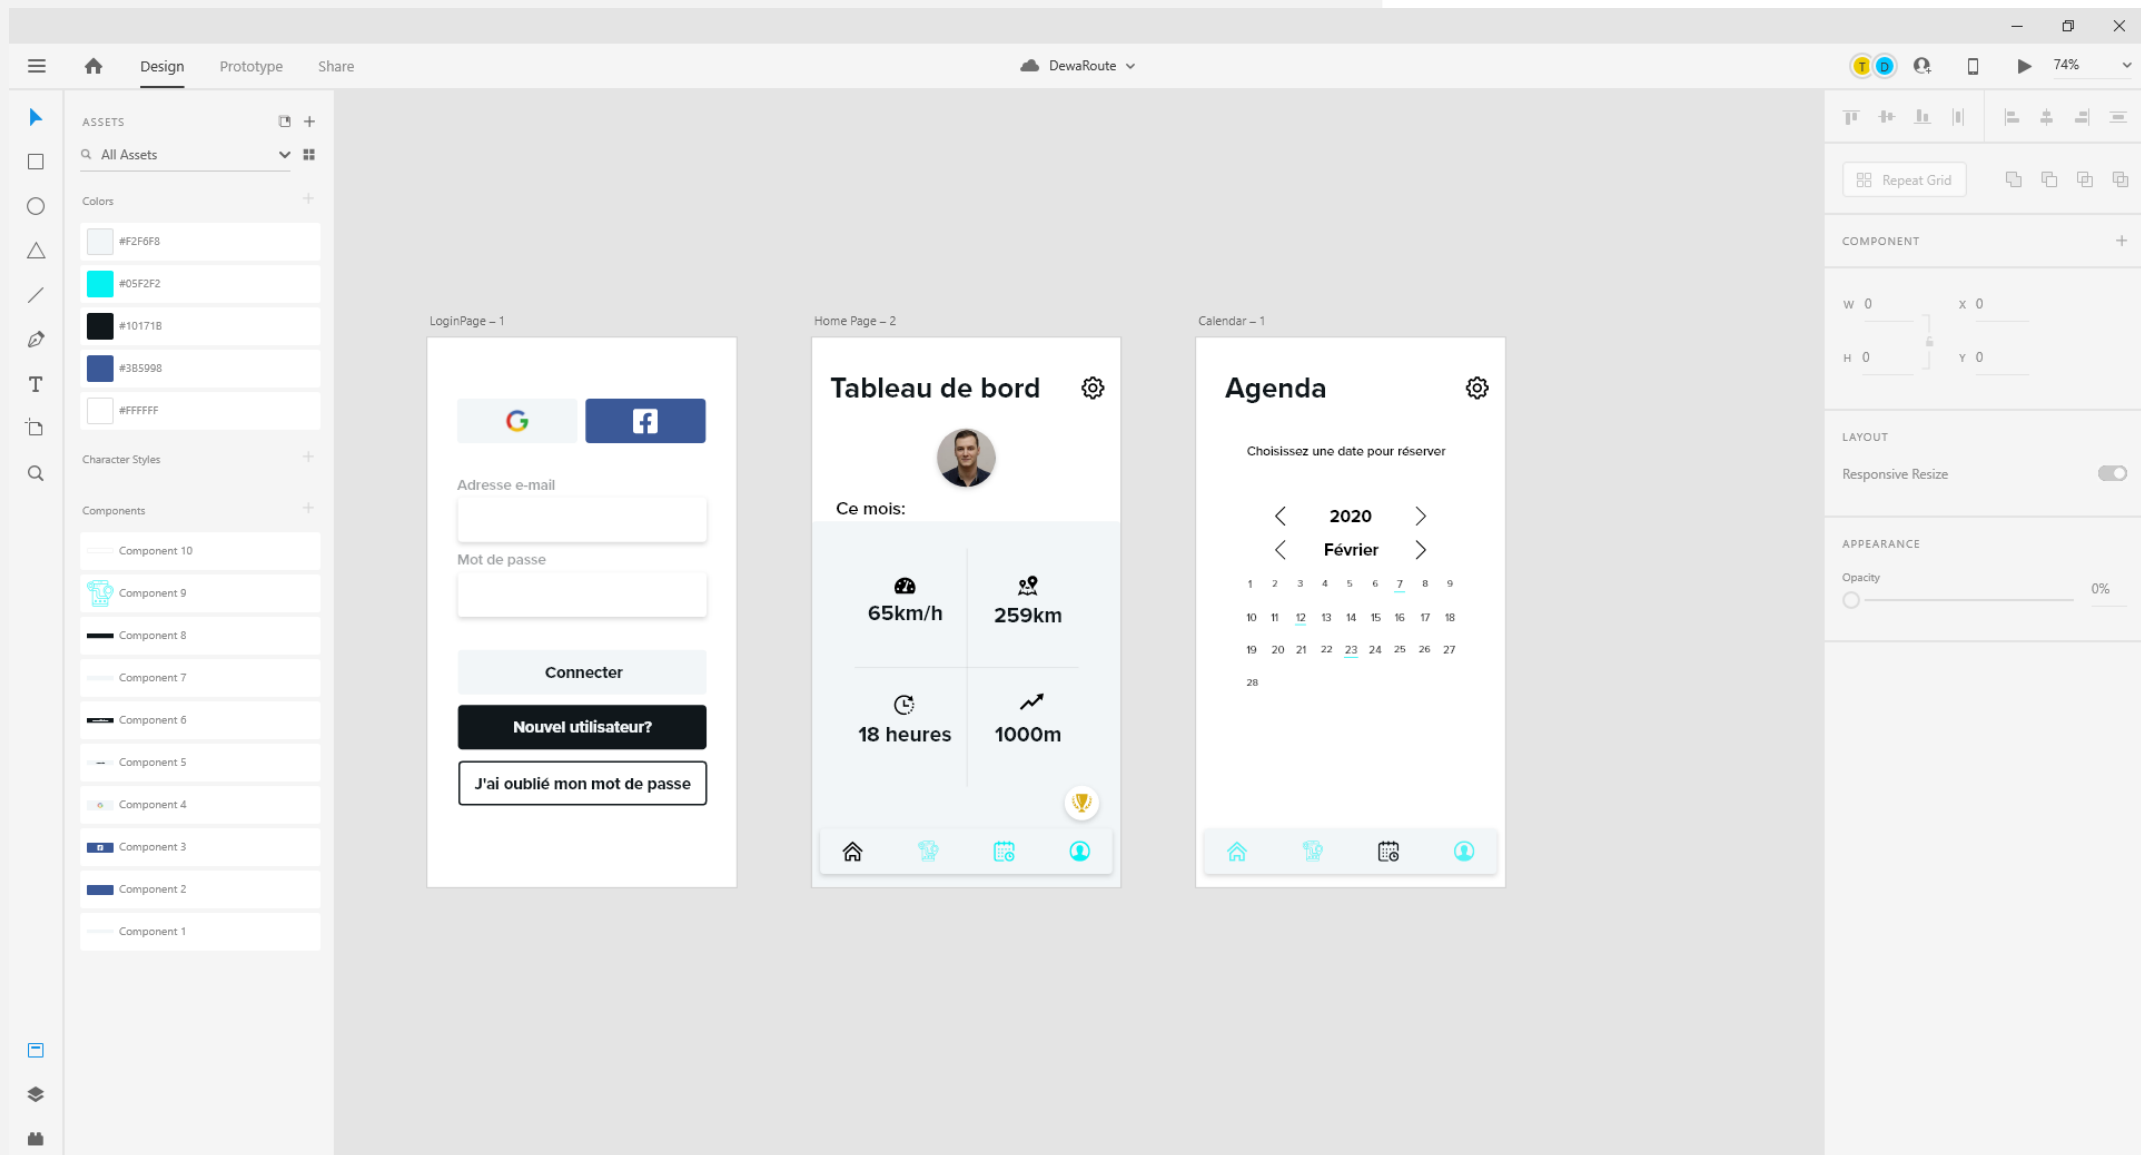 Design Prototype Share
DewaRoute
T D
74%
ASSETS
All Assets
Colors
#F2F6F8
#05F2F2
#10171B
#3B5998
#FFFFFF
Character Styles
Components
Component 10
Component 9
Component 8
Component 7
Component 6
Component 5
Component 4
Component 3
Component 2
Component 1
LoginPage – 1
Adresse e-mail
Mot de passe
Connecter
Nouvel utilisateur?
J'ai oublié mon mot de passe
Home Page – 2
Tableau de bord
Ce mois:
65km/h 259km
18 heures 1000m
Calendar – 1
Agenda
Choisissez une date pour réserver
2020
Février
1 2 3 4 5 6 7 8 9
10 11 12 13 14 15 16 17 18
19 20 21 22 23 24 25 26 27
28
Repeat Grid
COMPONENT
W 0 X 0
H 0 Y 0
LAYOUT
Responsive Resize
APPEARANCE
Opacity
0%